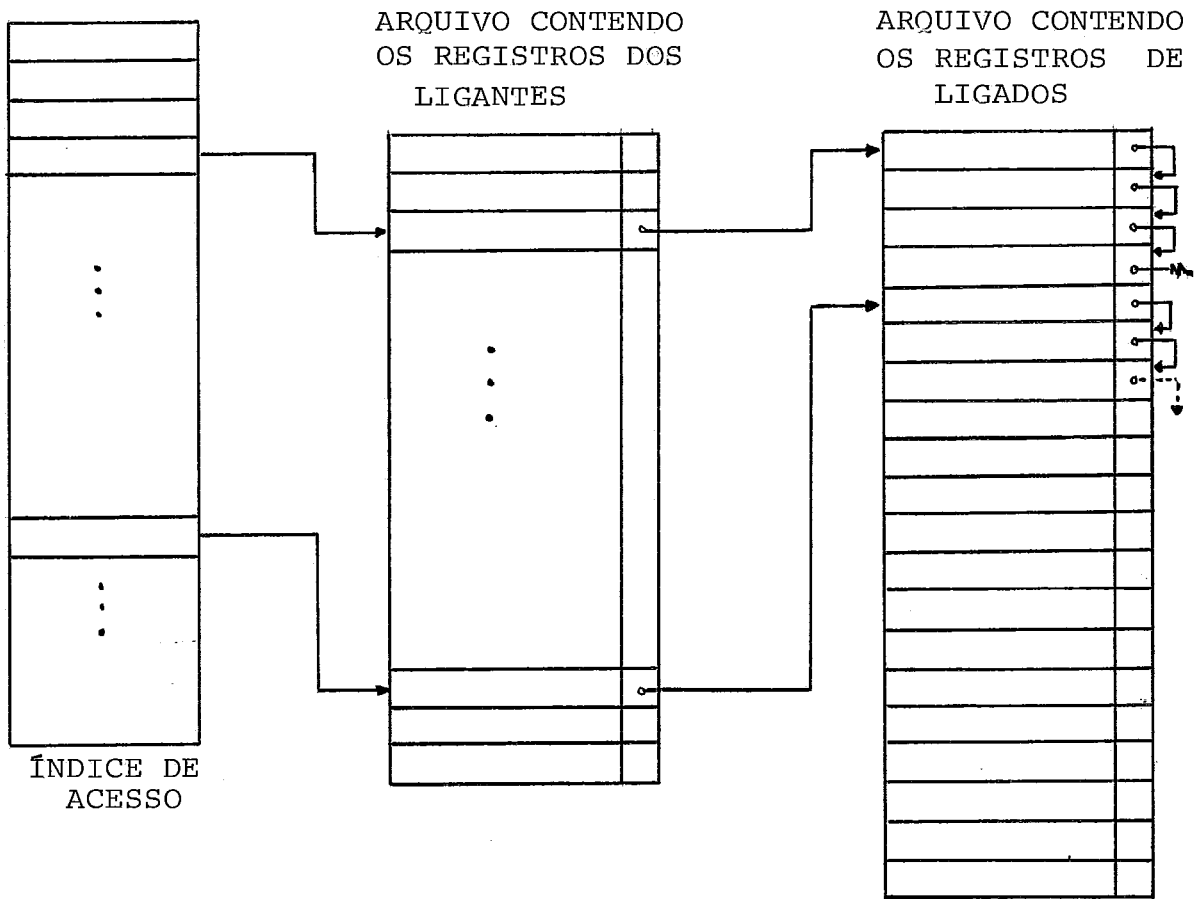 ARQUIVO CONTENDO
OS REGISTROS DOS
LIGANTES
ARQUIVO CONTENDO
OS REGISTROS DE
LIGADOS
ÍNDICE DE
ACESSO